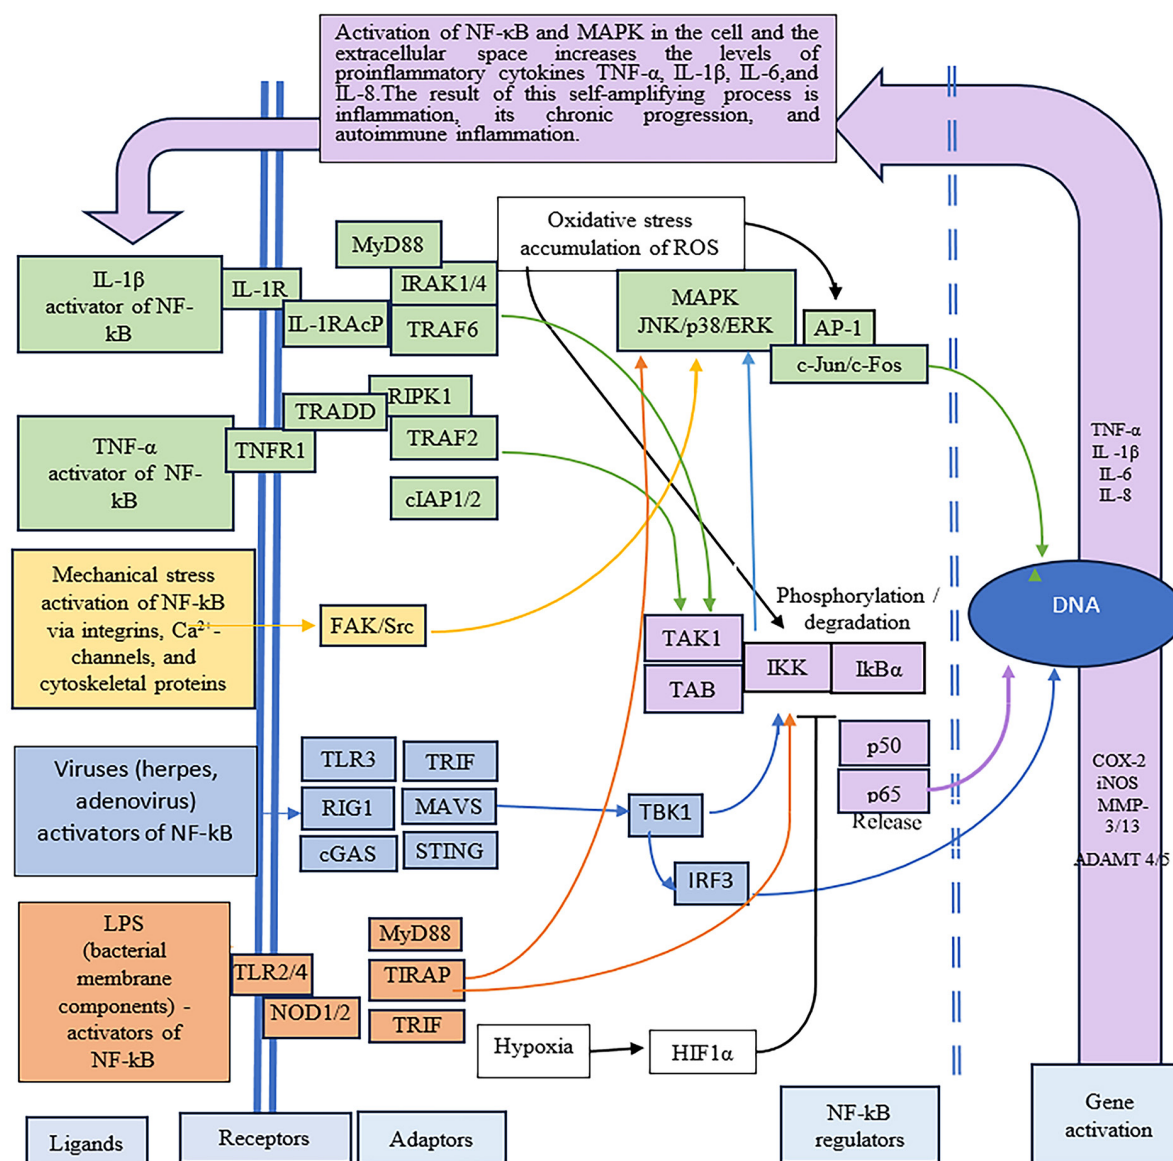 Activation of NF-κB and MAPK in the cell and the
extracellular space increases the levels of
proinflammatory cytokines TNF-α, IL-1β, IL-6,and
IL-8.The result of this self-amplifying process is
inflammation, its chronic progression, and
autoimmune inflammation.
Oxidative stress
accumulation of ROS
MyD88
IL-1β
activator of NF-
kB
IL-1R
IRAK1/4
IL-1RAcP
TRAF6
MAPK
JNK/p38/ERK
AP-1
c-Jun/c-Fos
TNF-α
activator of NF-
kB
TNFR1
TRADD
RIPK1
TRAF2
cIAP1/2
TNF-α
IL -1β
IL-6
IL-8
Mechanical stress
activation of NF-kB
via integrins, Ca²⁺-
channels, and
cytoskeletal proteins
FAK/Src
Phosphorylation /
degradation
TAK1
TAB
IKK
IkBα
DNA
p50
p65
Release
Viruses (herpes,
adenovirus)
activators of NF-kB
TLR3
TRIF
RIG1
MAVS
cGAS
STING
TBK1
IRF3
COX-2
iNOS
MMP-
3/13
ADAMT 4/5
LPS
(bacterial
membrane
components) -
activators of
NF-kB
TLR2/4
NOD1/2
MyD88
TIRAP
TRIF
Hypoxia
HIF1α
Ligands
Receptors
Adaptors
NF-kB
regulators
Gene
activation